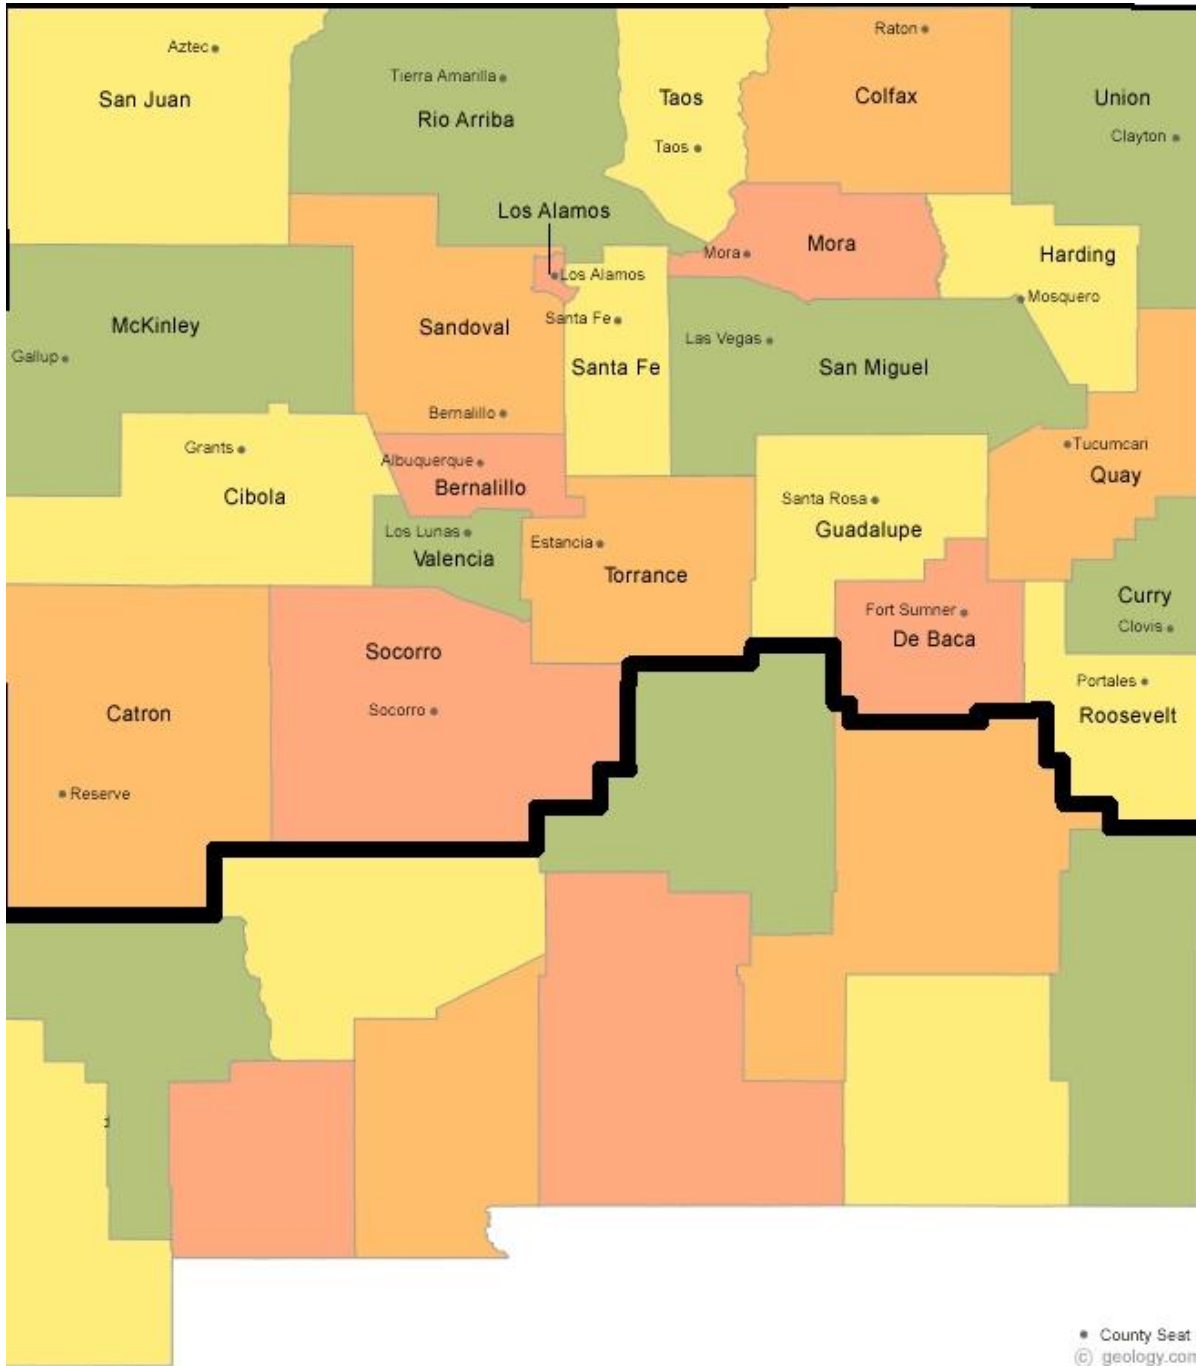 Aztec
San Juan
Tierra Amarilla
Rio Arriba
Taos
Taos
Raton
Colfax
Union
Clayton
Los Alamos
Los Alamos
Mora
Mora
Harding
Mosquero
McKinley
Gallup
Sandoval
Bernalillo
Santa Fe
Santa Fe
Las Vegas
San Miguel
Tucumcari
Quay
Grants
Cibola
Albuquerque
Bernalillo
Los Lunas
Valencia
Estancia
Torrance
Santa Rosa
Guadalupe
Curry
Clovis
Fort Sumner
De Baca
Portales
Roosevelt
Socorro
Socorro
Catron
Reserve
County Seat
© geology.com